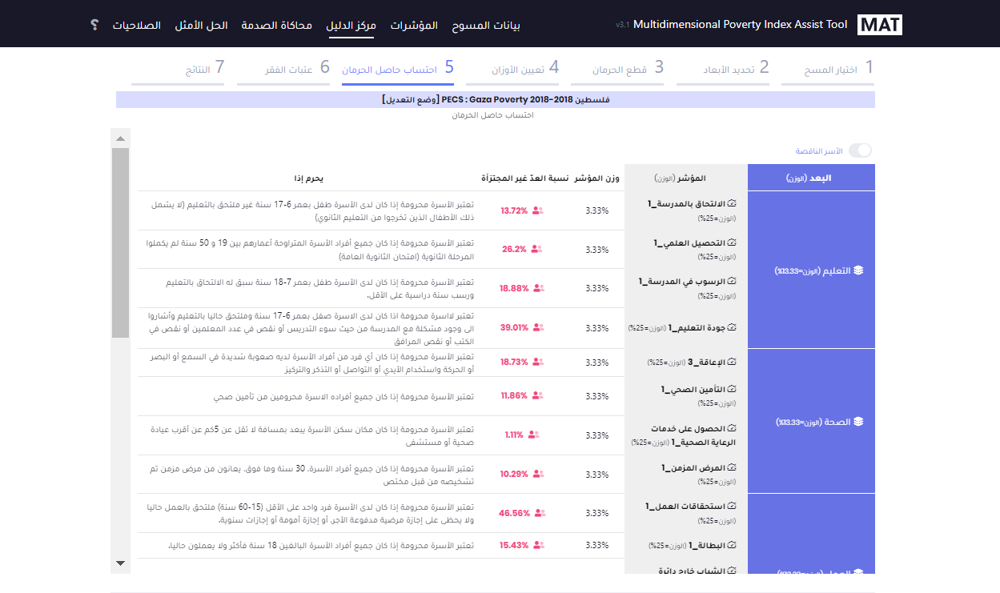 MAT
Multidimensional Poverty Index Assist Tool v3.1
بيانات المسوح
المؤشرات
مركز الدليل
محاكاة الصدمة
الحل الأمثل
الصلاحيات
?
1 اختيار المسح
2 تحديد الأبعاد
3 قطع الحرمان
4 تعيين الأوزان
5 احتساب حاصل الحرمان
6 عتبات الفقر
7 النتائج
فلسطين PECS : Gaza Poverty 2018-2018 [وضع التعديل]
احتساب حاصل الحرمان
الأسر الناقصة
البعد (الوزن)
المؤشر (الوزن)
وزن المؤشر
نسبة العدّ غير المجتزأة
يحرم إذا
التعليم (الوزن=13.33%)
الالتحاق بالمدرسة_1
(الوزن=25%)
3.33%
13.72%
تعتبر الأسرة محرومة إذا كان لدى الأسرة طفل بعمر 6-17 سنة غير ملتحق بالتعليم (لا يشمل
ذلك الأطفال الذين تخرجوا من التعليم الثانوي)
التحصيل العلمي_1
(الوزن=25%)
3.33%
26.2%
تعتبر الأسرة محرومة إذا كان جميع أفراد الأسرة المتراوحة أعمارهم بين 19 و 50 سنة لم يكملوا
المرحلة الثانوية (امتحان الثانوية العامة)
الرسوب في المدرسة_1
(الوزن=25%)
3.33%
18.88%
تعتبر الأسرة محرومة إذا كان لدى الأسرة طفل بعمر 7-18 سنة سبق له الالتحاق بالتعليم
ورسب سنة دراسية على الأقل.
جودة التعليم_1 (الوزن=25%)
3.33%
39.01%
تعتبر لااسرة محرومة اذا كان لدى الاسرة صفل بعمر 6-17 سنة وملتحق حاليا بالتعليم وأشاروا
الى وجود مشكلة مع المدرسة من حيث سوء التدريس أو نقص في عدد المعلمين أو نقص في
الكتب أو نقص المرافق
الصحة (الوزن=13.33%)
الإعاقة_3 (الوزن=25%)
3.33%
18.73%
تعتبر لااسرة محرومة إذا كان أي فرد من أفراد الأسرة لديه صعوبة شديدة في السمع أو البصر
أو الحركة واستخدام الأيدي أو التواصل أو التذكر والتركيز
التأمين الصحي_1
(الوزن=25%)
3.33%
11.86%
تعتبر الأسرة محرومة إذا كان جميع أفراده الاسرة محرومين من تأمين صحي
الحصول على خدمات
الرعاية الصحية_1 (الوزن=25%)
3.33%
1.11%
تعتبر الأسرة محرومة إذا كان مكان سكن الأسرة يبعد بمسافة لا تقل عن 5كم عن أقرب عيادة
صحية أو مستشفى
المرض المزمن_1
(الوزن=25%)
3.33%
10.29%
تعتبر الأسرة محرومة إذا كان جميع أفراد الأسرة، 30 سنة وما فوق، يعانون من مرض مزمن تم
تشخيصه من قبل مختص
العمل (الوزن=13.33%)
استحقاقات العمل_1
(الوزن=25%)
3.33%
46.56%
تعتبر الأسرة محرومة إذا كان لدى الأسرة فرد واحد على الأقل (15-60 سنة) ملتحق بالعمل حاليا
ولا يحظى على إجازة مرضية مدفوعة الأجر، أو إجازة أمومة أو إجازات سنوية.
البطالة_1 (الوزن=25%)
3.33%
15.43%
تعتبر الأسرة محرومة إذا كان جميع أفراد الأسرة البالغين 18 سنة فأكثر ولا يعملون حاليا.
الشباب خارج دائرة